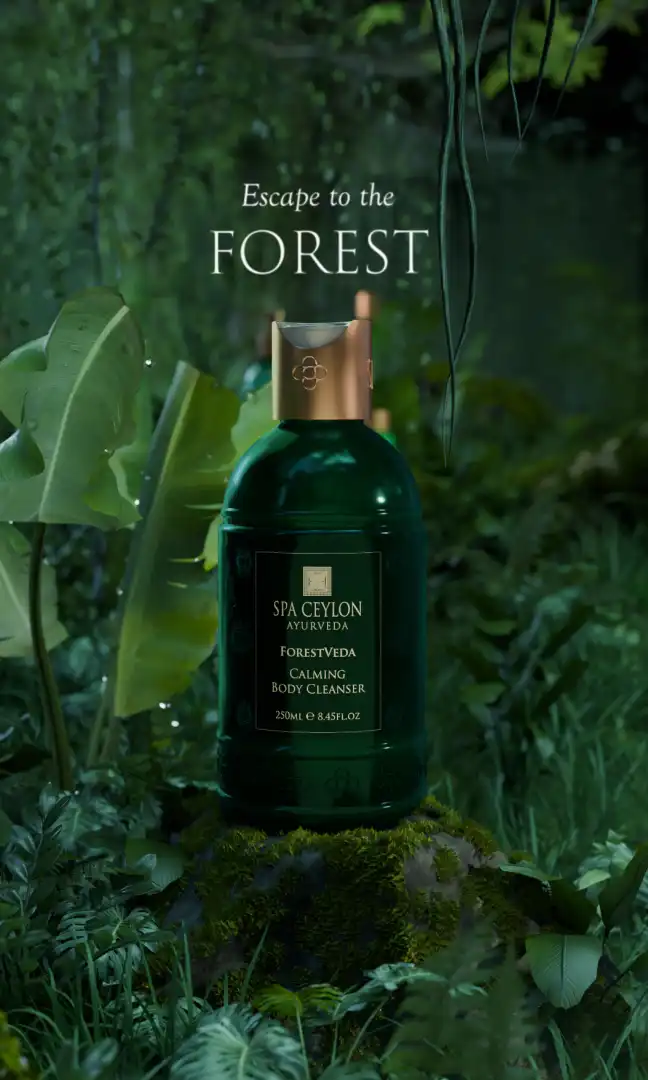 Escape to the
FOREST
SPA CEYLON
AYURVEDA
FORESTVEDA
CALMING
BODY CLEANSER
250ML ℮ 8.45FL.OZ